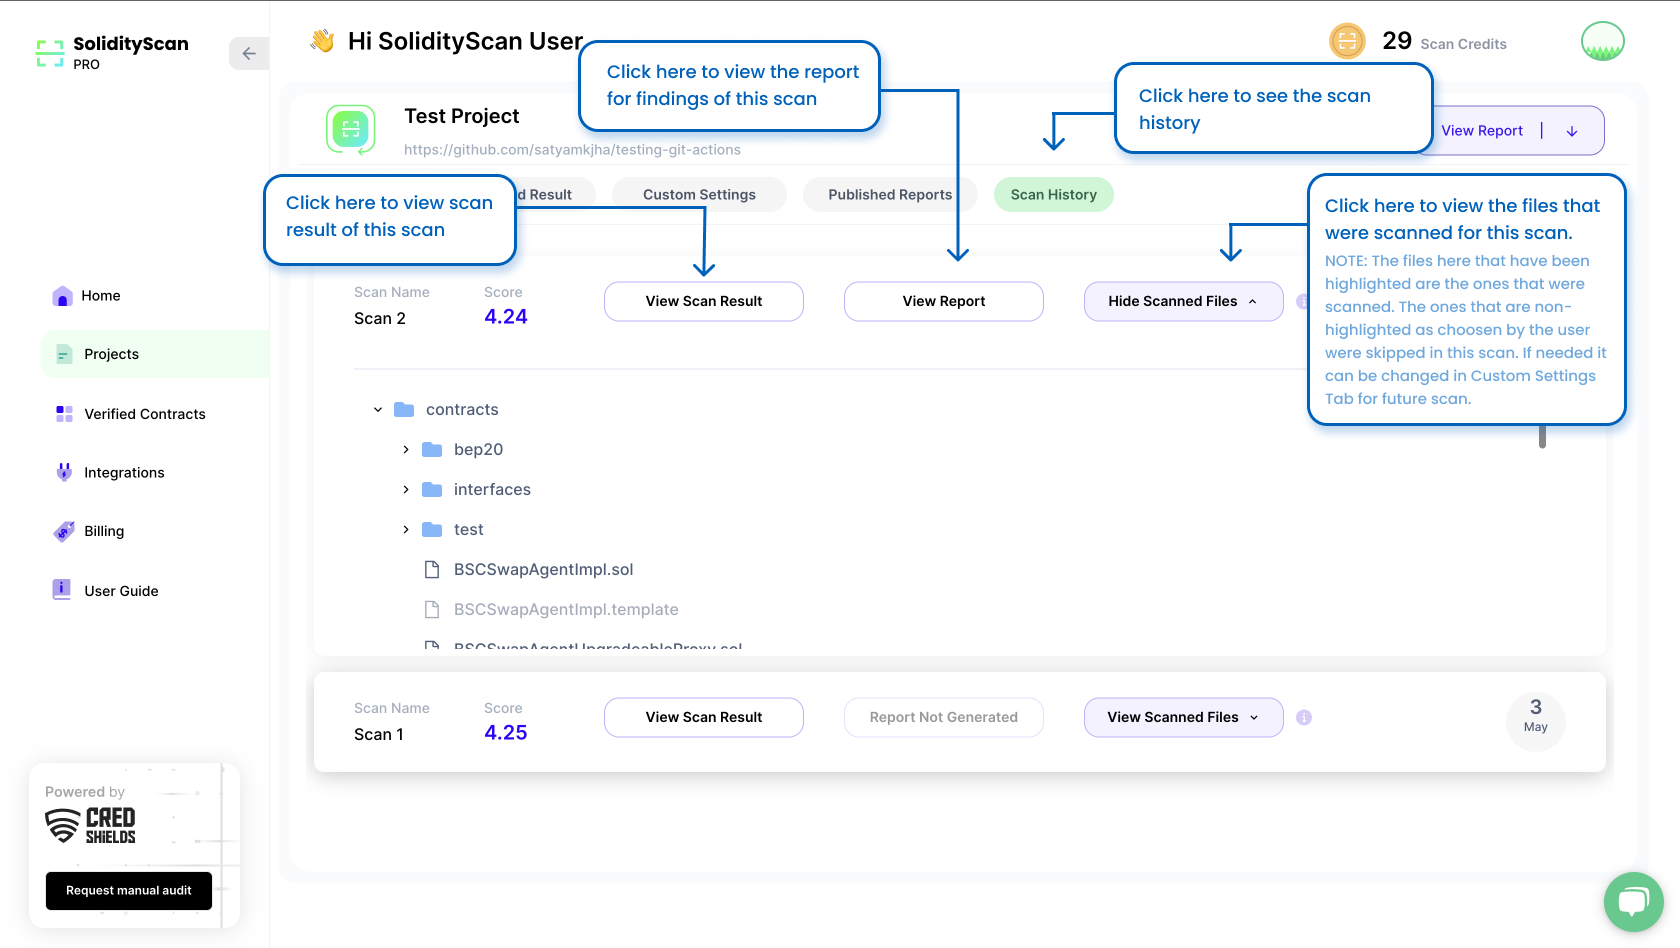 SolidityScan
PRO
Hi SolidityScan User
29 Scan Credits
Click here to view the report
for findings of this scan
Click here to see the scan
history
Test Project
https://github.com/satyamkjha/testing-git-actions
View Report
Click here to view scan
result of this scan
d Result
Custom Settings
Published Reports
Scan History
Click here to view the files that
were scanned for this scan.
NOTE: The files here that have been
highlighted are the ones that were
scanned. The ones that are non-
highlighted as choosen by the user
were skipped in this scan. If needed it
can be changed in Custom Settings
Tab for future scan.
Home
Projects
Verified Contracts
Integrations
Billing
User Guide
Scan Name
Scan 2
Score
4.24
View Scan Result
View Report
Hide Scanned Files
contracts
bep20
interfaces
test
BSCSwapAgentImpl.sol
BSCSwapAgentImpl.template
BSCSwapAgentUpgradeableProxy.sol
Scan Name
Scan 1
Score
4.25
View Scan Result
Report Not Generated
View Scanned Files
3
May
Powered by
CRED
SHIELDS
Request manual audit